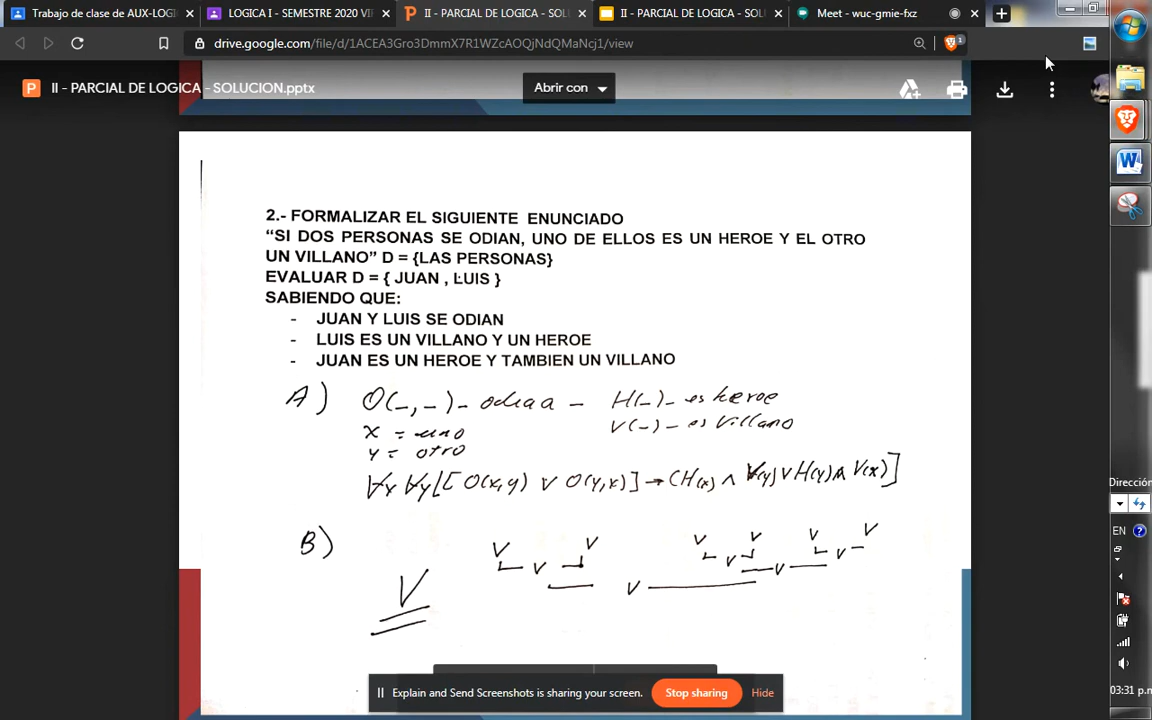 Trabajo de clase de AUX-LOGI
LOGICA I - SEMESTRE 2020 VI
II - PARCIAL DE LOGICA - SOL
II - PARCIAL DE LOGICA - SOL
Meet - wuc-gmie-fxz
drive.google.com/file/d/1ACEA3Gro3DmmX7R1WZcAOQjNdQMaNcj1/view
II - PARCIAL DE LOGICA - SOLUCION.pptx
Abrir con
2.- FORMALIZAR EL SIGUIENTE ENUNCIADO
“SI DOS PERSONAS SE ODIAN, UNO DE ELLOS ES UN HEROE Y EL OTRO
UN VILLANO” D = {LAS PERSONAS}
EVALUAR D = { JUAN , LUIS }
SABIENDO QUE:
- JUAN Y LUIS SE ODIAN
- LUIS ES UN VILLANO Y UN HEROE
- JUAN ES UN HEROE Y TAMBIEN UN VILLANO
A) O(_,_)_ odia a _ H(_)_ es heroe
V(_)_ es villano
x = uno
y = otro
∀x ∀y[[O(x,y) ∨ O(y,x)] → (H(x) ∧ V(y) ∨ H(y) ∧ V(x)]
B) V V V V V V
V V V V
V V
V
Explain and Send Screenshots is sharing your screen.
Stop sharing
Hide
Dirección
EN
03:31 p.m.